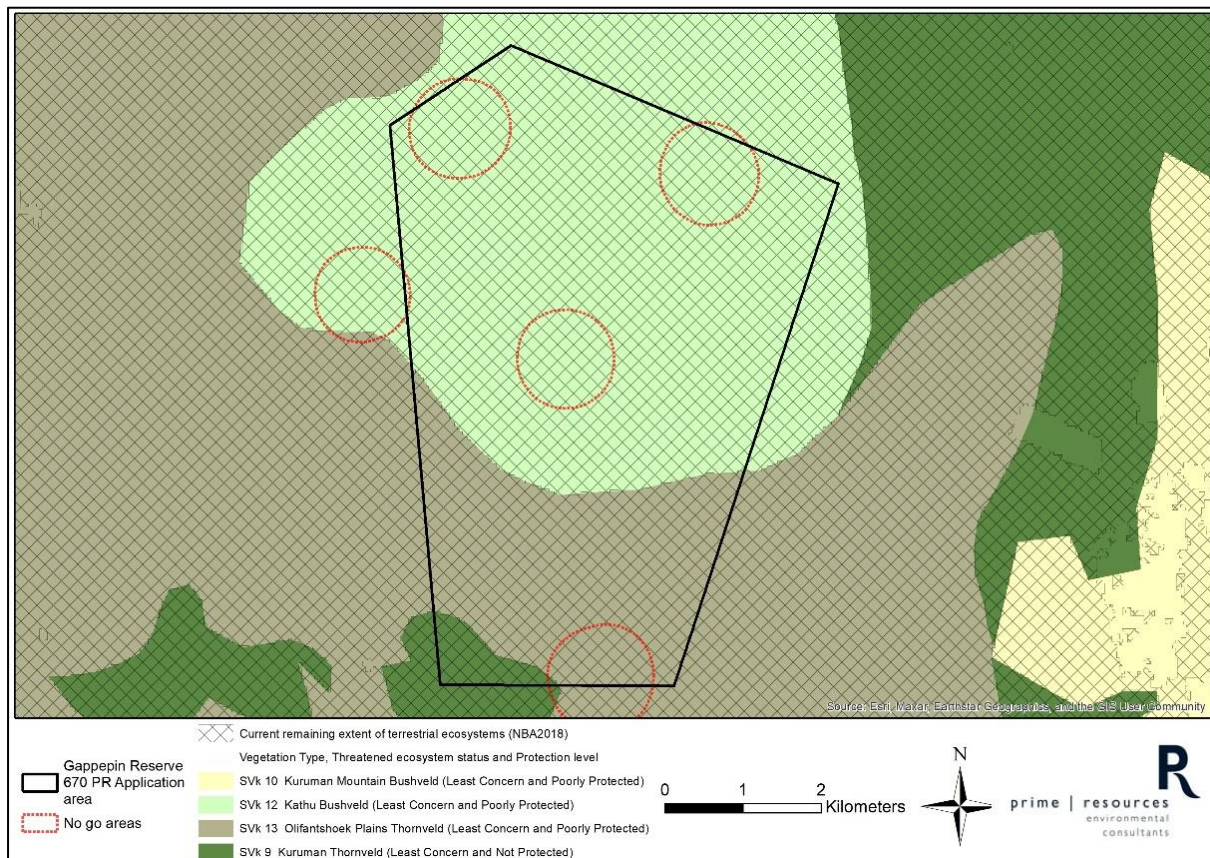 Source: Esri, Maxar, Earthstar Geographics, and the GIS User Community
Gappepin Reserve
670 PR Application
area
No go areas
Current remaining extent of terrestrial ecosystems (NBA2018)
Vegetation Type, Threatened ecosystem status and Protection level
SVk 10 Kuruman Mountain Bushveld (Least Concern and Poorly Protected)
SVk 12 Kathu Bushveld (Least Concern and Poorly Protected)
SVk 13 Olifantshoek Plains Thornveld (Least Concern and Poorly Protected)
SVk 9 Kuruman Thornveld (Least Concern and Not Protected)
0 1 2
Kilometers
N
R
prime | resources
environmental
consultants